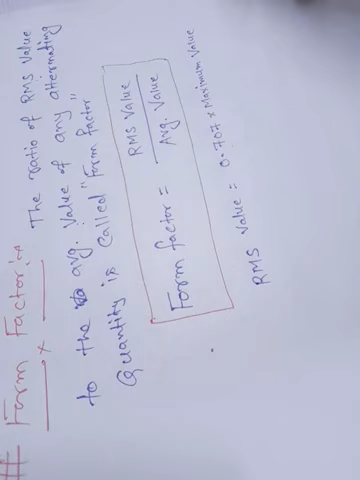 ## Form Factor :→ The ratio of RMS Value
to the avg. Value of any alternating
Quantity is Called "Form factor"
Form factor = RMS Value / Avg. Value
RMS Value = 0.707 × Maximum Value